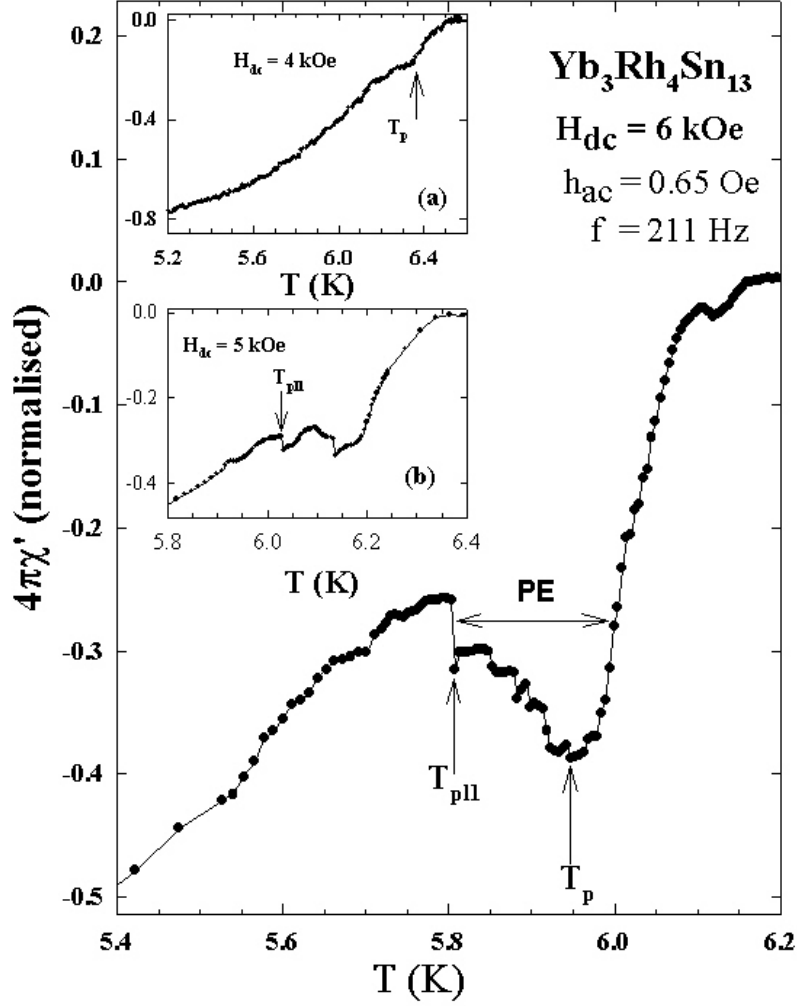 0.2
0.1
0.0
-0.1
-0.2
-0.3
-0.4
-0.5
4πχ' (normalised)
5.4 5.6 5.8 6.0 6.2
T (K)
Yb3Rh4Sn13
Hdc = 6 kOe
hac = 0.65 Oe
f = 211 Hz
PE
Tpll
Tp
0.0
-0.4
-0.8
Hdc = 4 kOe
Tp
(a)
5.2 5.6 6.0 6.4
T (K)
0.0
-0.2
-0.4
Hdc = 5 kOe
Tpll
(b)
5.8 6.0 6.2 6.4
T (K)